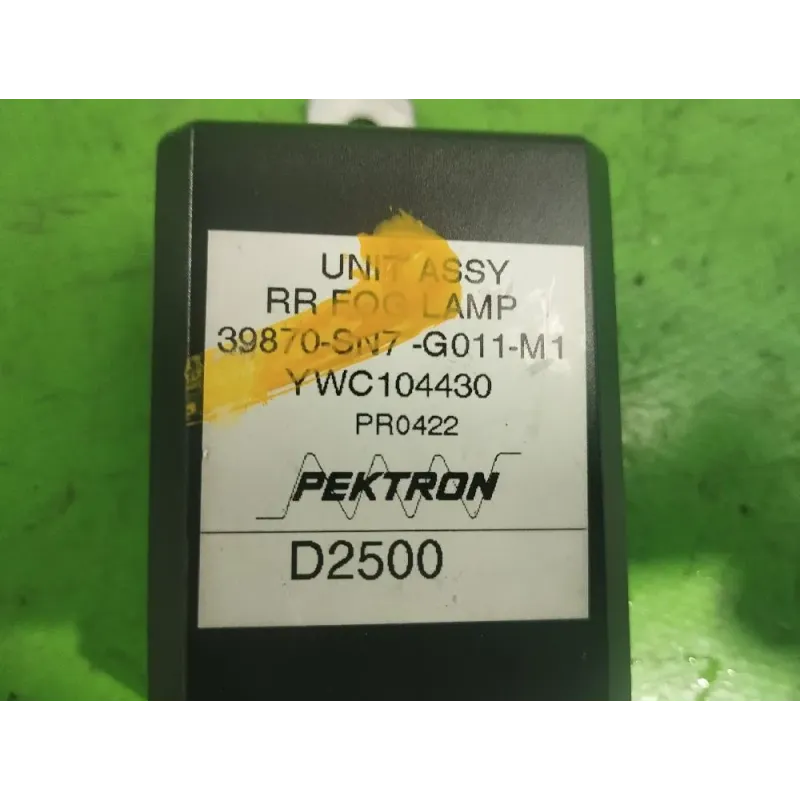 UNIT ASSY
RR FOG LAMP
39870-SN7 -G011-M1
YWC104430
PR0422
PEKTRON
D2500